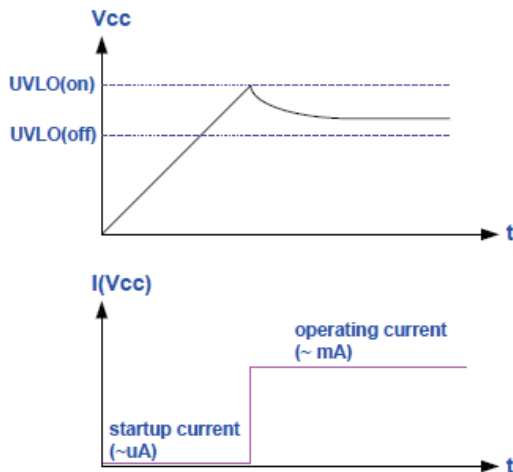 Vcc
UVLO(on)
UVLO(off)
t
I(Vcc)
operating current
(~ mA)
startup current
(~uA)
t